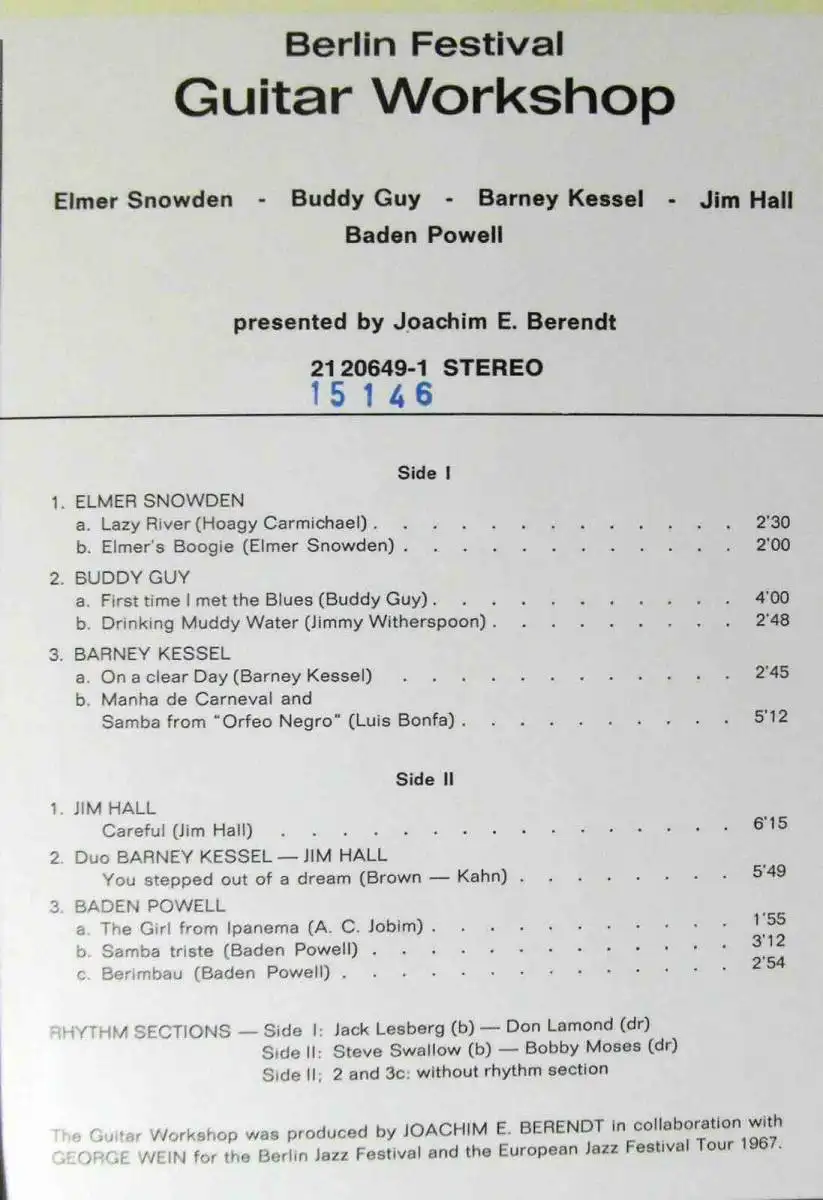 Berlin Festival
Guitar Workshop
Elmer Snowden - Buddy Guy - Barney Kessel - Jim Hall
Baden Powell
presented by Joachim E. Berendt
21 20649-1 STEREO
15 146
Side I
1. ELMER SNOWDEN
a. Lazy River (Hoagy Carmichael) . . . . . . . . . . . . . 2'30
b. Elmer's Boogie (Elmer Snowden) . . . . . . . . . . . . 2'00
2. BUDDY GUY
a. First time I met the Blues (Buddy Guy) . . . . . . . . . . . 4'00
b. Drinking Muddy Water (Jimmy Witherspoon) . . . . . . . . . 2'48
3. BARNEY KESSEL
a. On a clear Day (Barney Kessel) . . . . . . . . . . . . 2'45
b. Manha de Carneval and
Samba from "Orfeo Negro" (Luis Bonfa) . . . . . . . . . . 5'12
Side II
1. JIM HALL
Careful (Jim Hall) . . . . . . . . . . . . . . . . 6'15
2. Duo BARNEY KESSEL — JIM HALL
You stepped out of a dream (Brown — Kahn) . . . . . . . . 5'49
3. BADEN POWELL
a. The Girl from Ipanema (A. C. Jobim) . . . . . . . . . . . 1'55
b. Samba triste (Baden Powell) . . . . . . . . . . . . . 3'12
c. Berimbau (Baden Powell) . . . . . . . . . . . . . . 2'54
RHYTHM SECTIONS — Side I: Jack Lesberg (b) — Don Lamond (dr)
Side II: Steve Swallow (b) — Bobby Moses (dr)
Side II; 2 and 3c: without rhythm section
The Guitar Workshop was produced by JOACHIM E. BERENDT in collaboration with
GEORGE WEIN for the Berlin Jazz Festival and the European Jazz Festival Tour 1967.